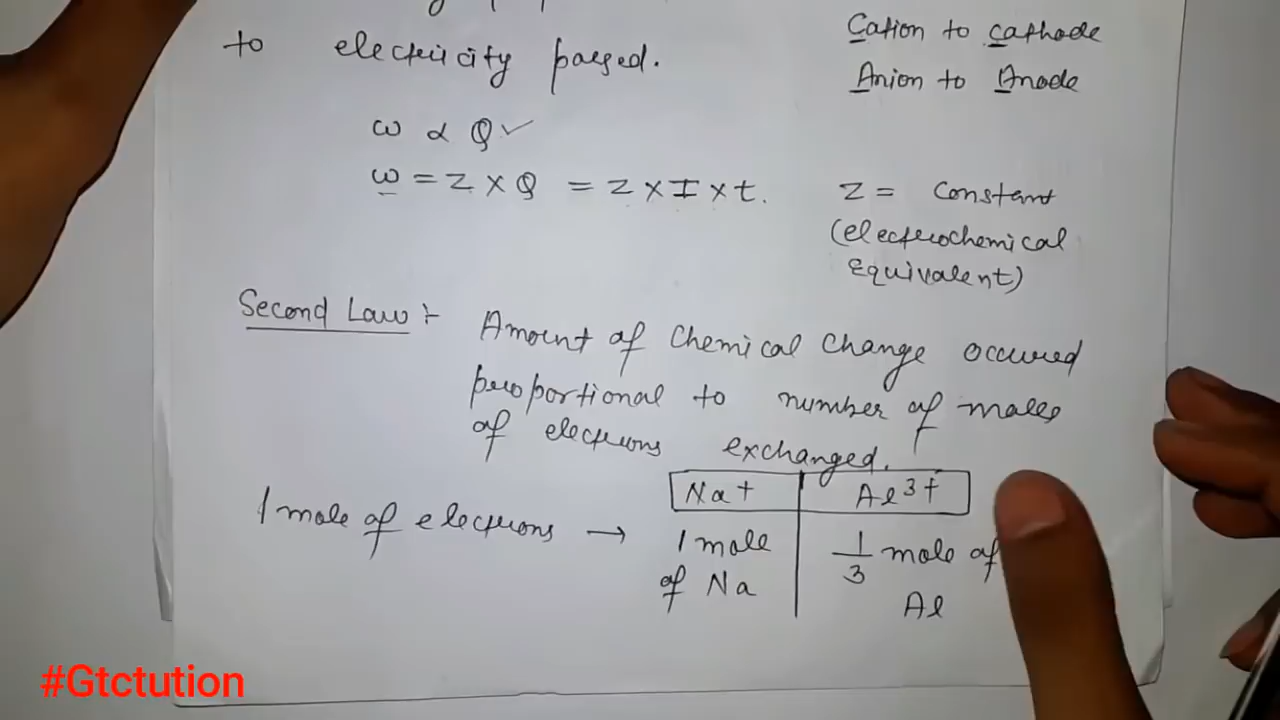 to electricity passed.
Cation to cathode
Anion to Anode
w α Q ✓
w = Z × Q = Z × I × t.
Z = Constant
(electrochemical
Equivalent)
Second Law :- Amount of Chemical change occured
proportional to number of moles
of electrons exchanged.
1 mole of electrons →
Na+ Al3+
1 mole of Na
1/3 mole of Al
#Gtctution